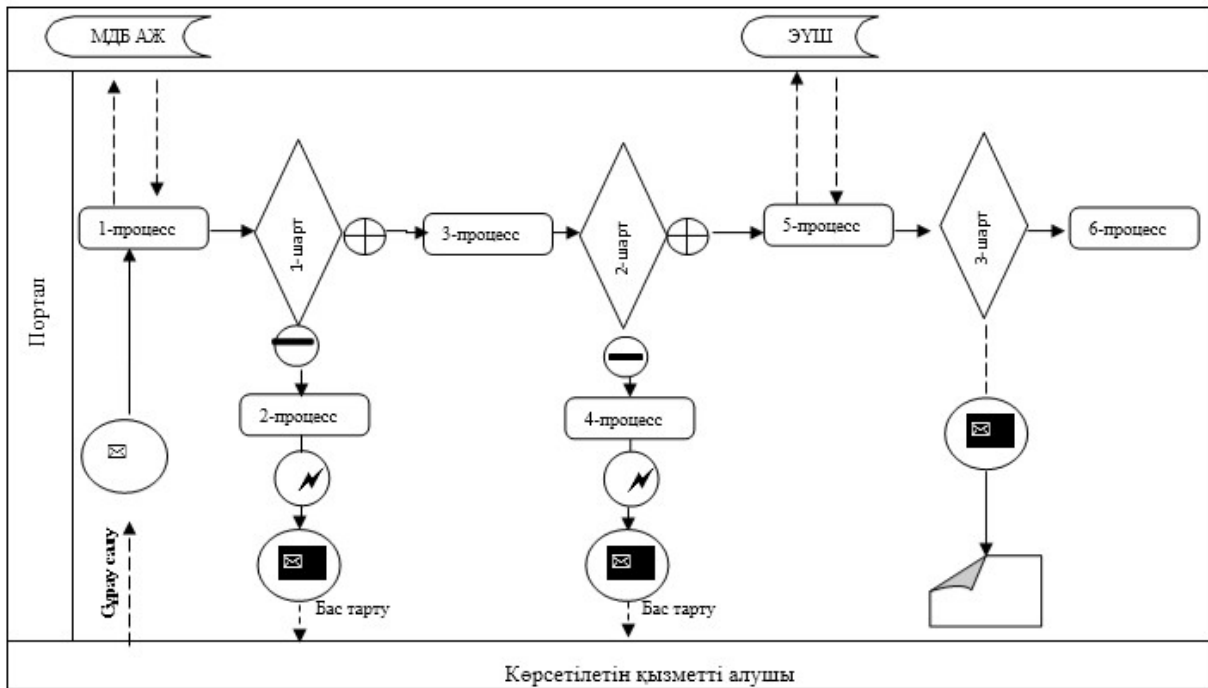 МДБ АЖ
ЭҮШ
Портал
1-процесс
1-шарт
3-процесс
2-шарт
5-процесс
3-шарт
6-процесс
2-процесс
4-процесс
Сұрау салу
Бас тарту
Бас тарту
Көрсетілетін қызметті алушы